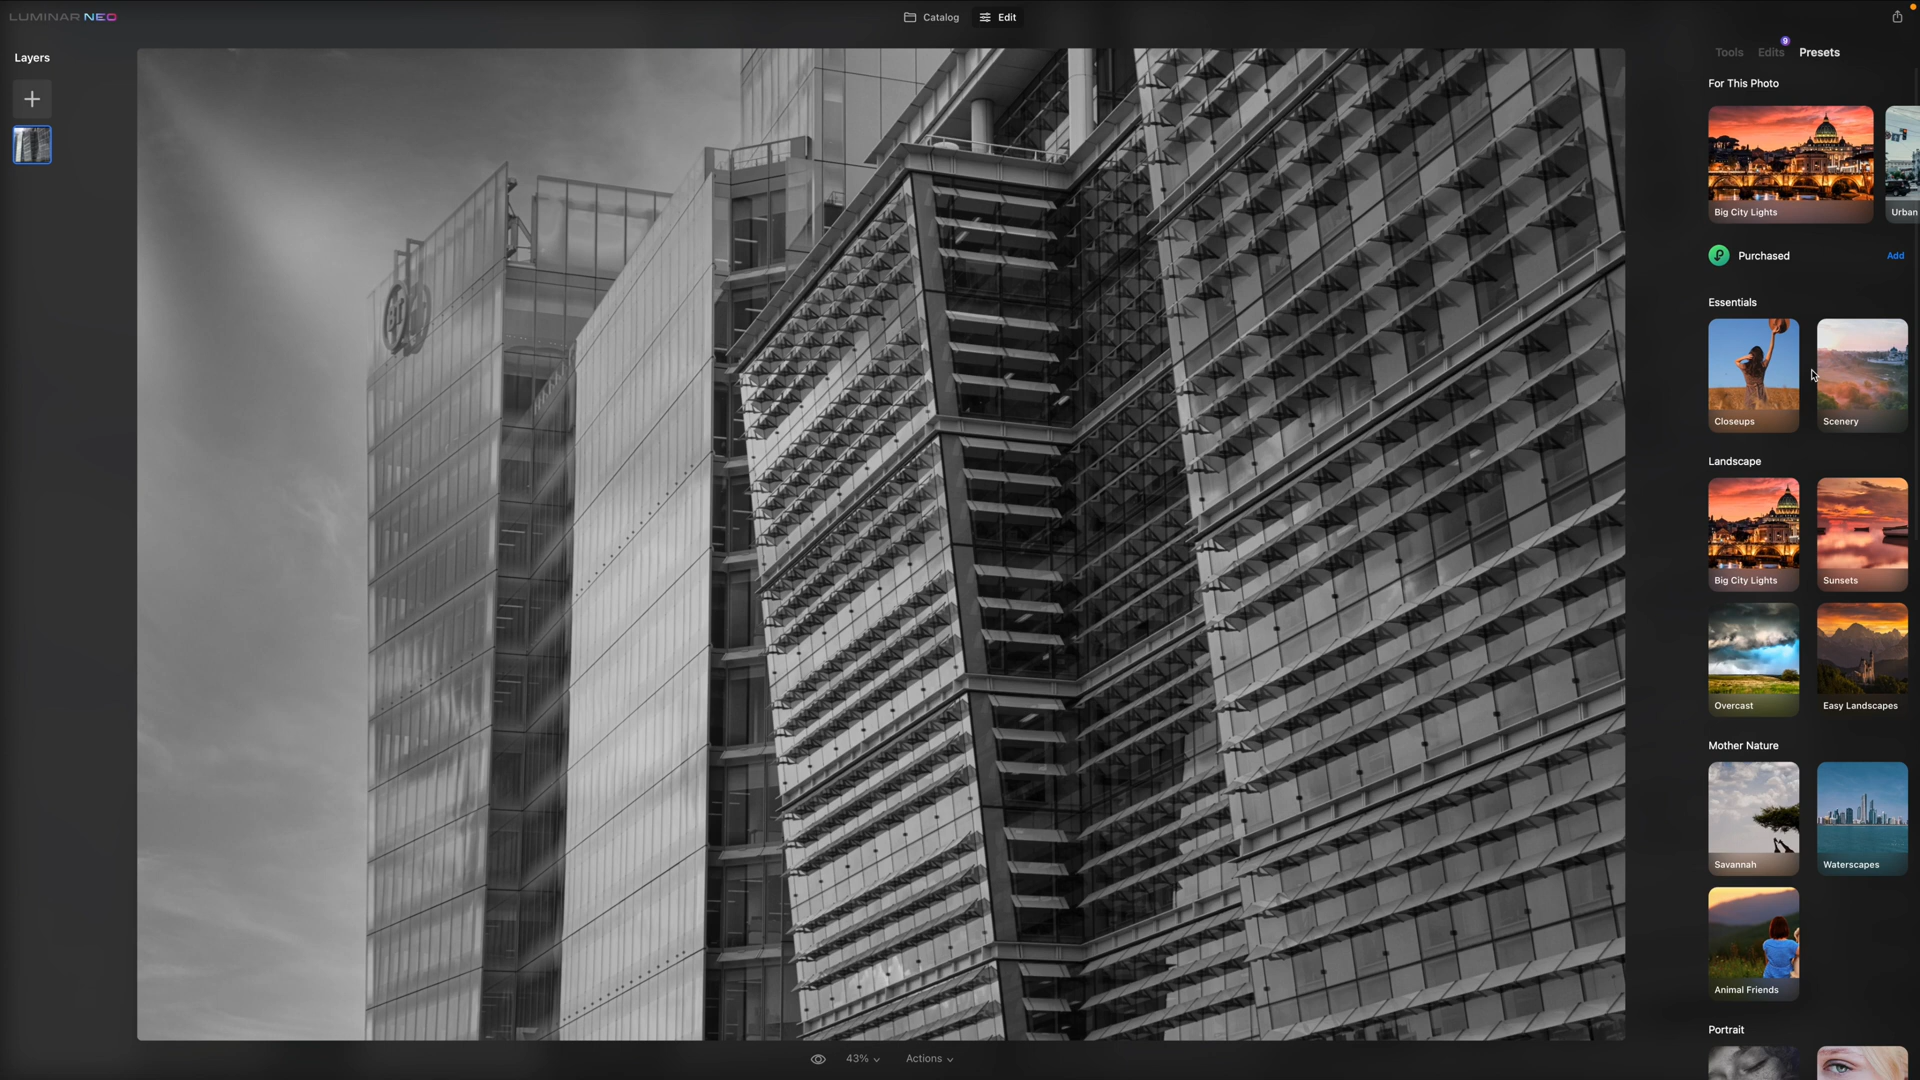 LUMINAR NEO
Catalog
Edit
Layers
Tools
Edits
9
Presets
For This Photo
Big City Lights
Urban
Purchased
Add
Essentials
Closeups
Scenery
Landscape
Big City Lights
Sunsets
Overcast
Easy Landscapes
Mother Nature
Savannah
Waterscapes
Animal Friends
Portrait
43%
Actions